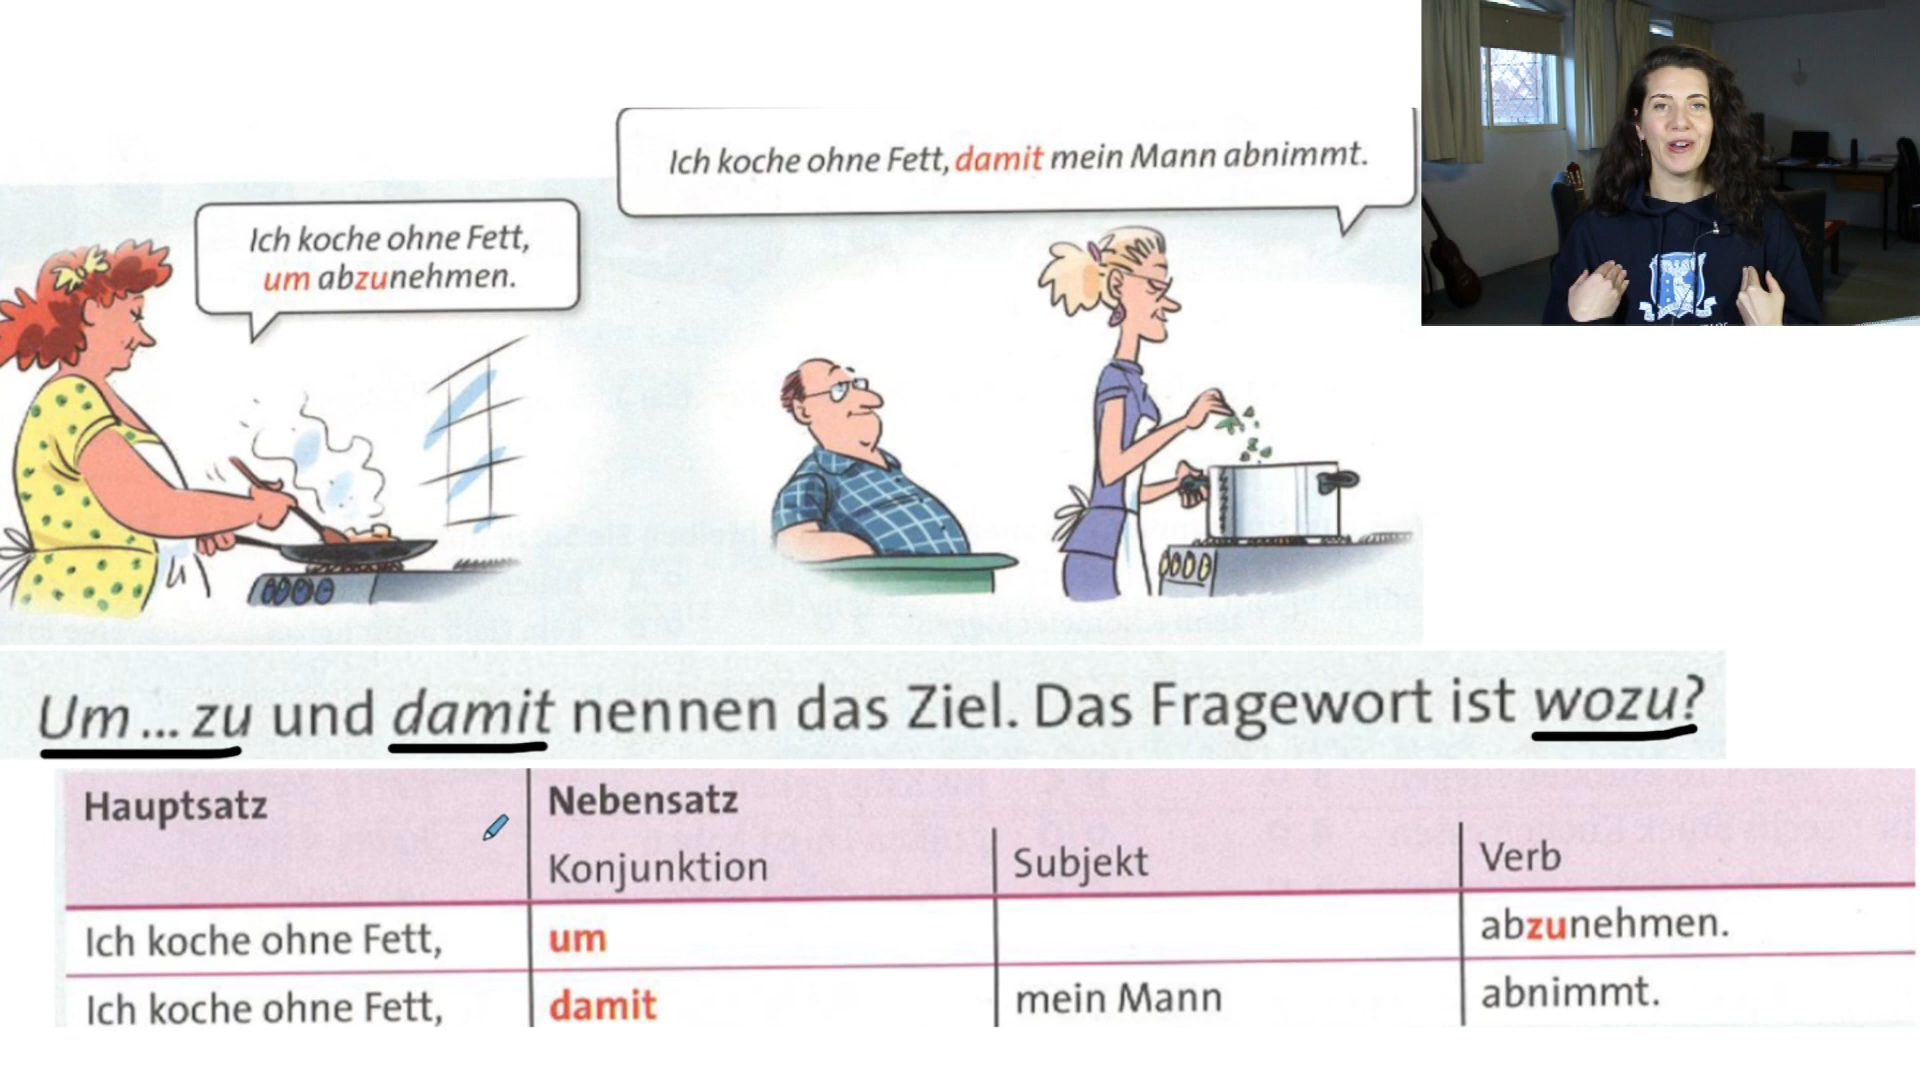 Ich koche ohne Fett, damit mein Mann abnimmt.
Ich koche ohne Fett,
um abzunehmen.
Um ... zu und damit nennen das Ziel. Das Fragewort ist wozu?
Hauptsatz
Nebensatz
Konjunktion
Subjekt
Verb
Ich koche ohne Fett,
um
abzunehmen.
Ich koche ohne Fett,
damit
mein Mann
abnimmt.